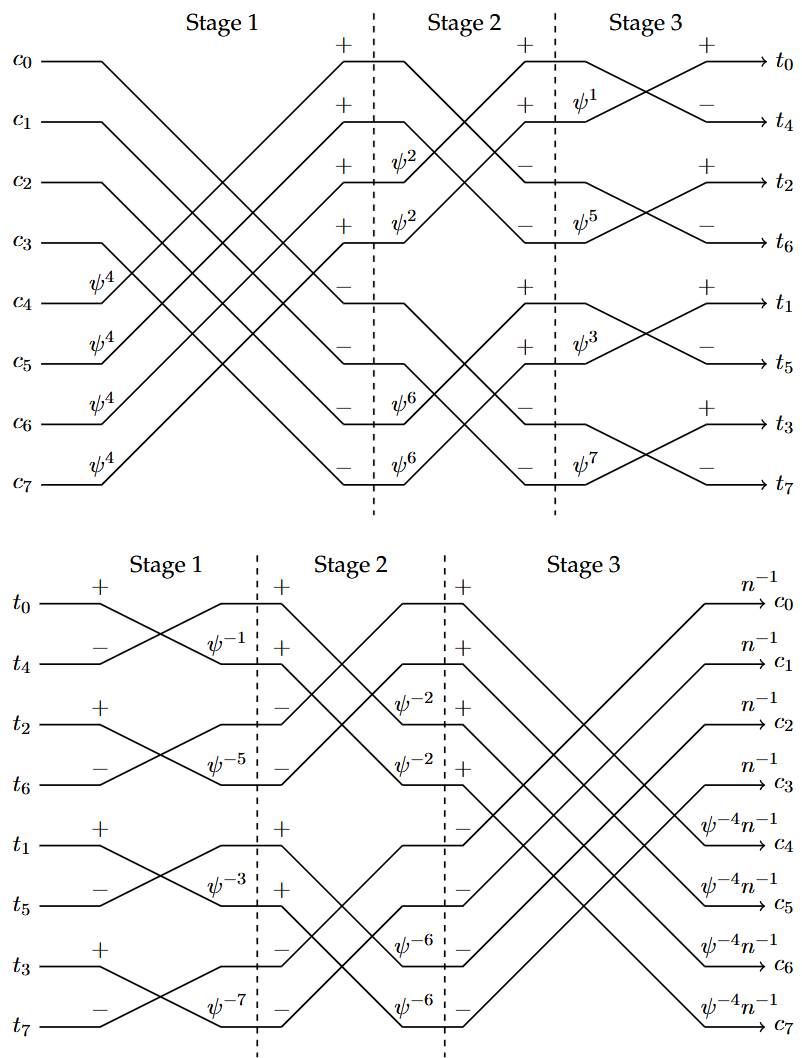 Stage 1 Stage 2 Stage 3
c₀ + + + t₀
c₁ + + ψ¹ − t₄
c₂ + ψ² − + t₂
c₃ + ψ² − ψ⁵ − t₆
c₄ ψ⁴ − + + t₁
c₅ ψ⁴ − + ψ³ − t₅
c₆ ψ⁴ − ψ⁶ − + t₃
c₇ ψ⁴ − ψ⁶ − ψ⁷ − t₇
Stage 1 Stage 2 Stage 3
t₀ + + + n⁻¹ c₀
t₄ − ψ⁻¹ + + n⁻¹ c₁
t₂ + − ψ⁻² + n⁻¹ c₂
t₆ − ψ⁻⁵ − ψ⁻² + n⁻¹ c₃
t₁ + + − ψ⁻⁴n⁻¹ c₄
t₅ − ψ⁻³ + − ψ⁻⁴n⁻¹ c₅
t₃ + − ψ⁻⁶ − ψ⁻⁴n⁻¹ c₆
t₇ − ψ⁻⁷ − ψ⁻⁶ − ψ⁻⁴n⁻¹ c₇